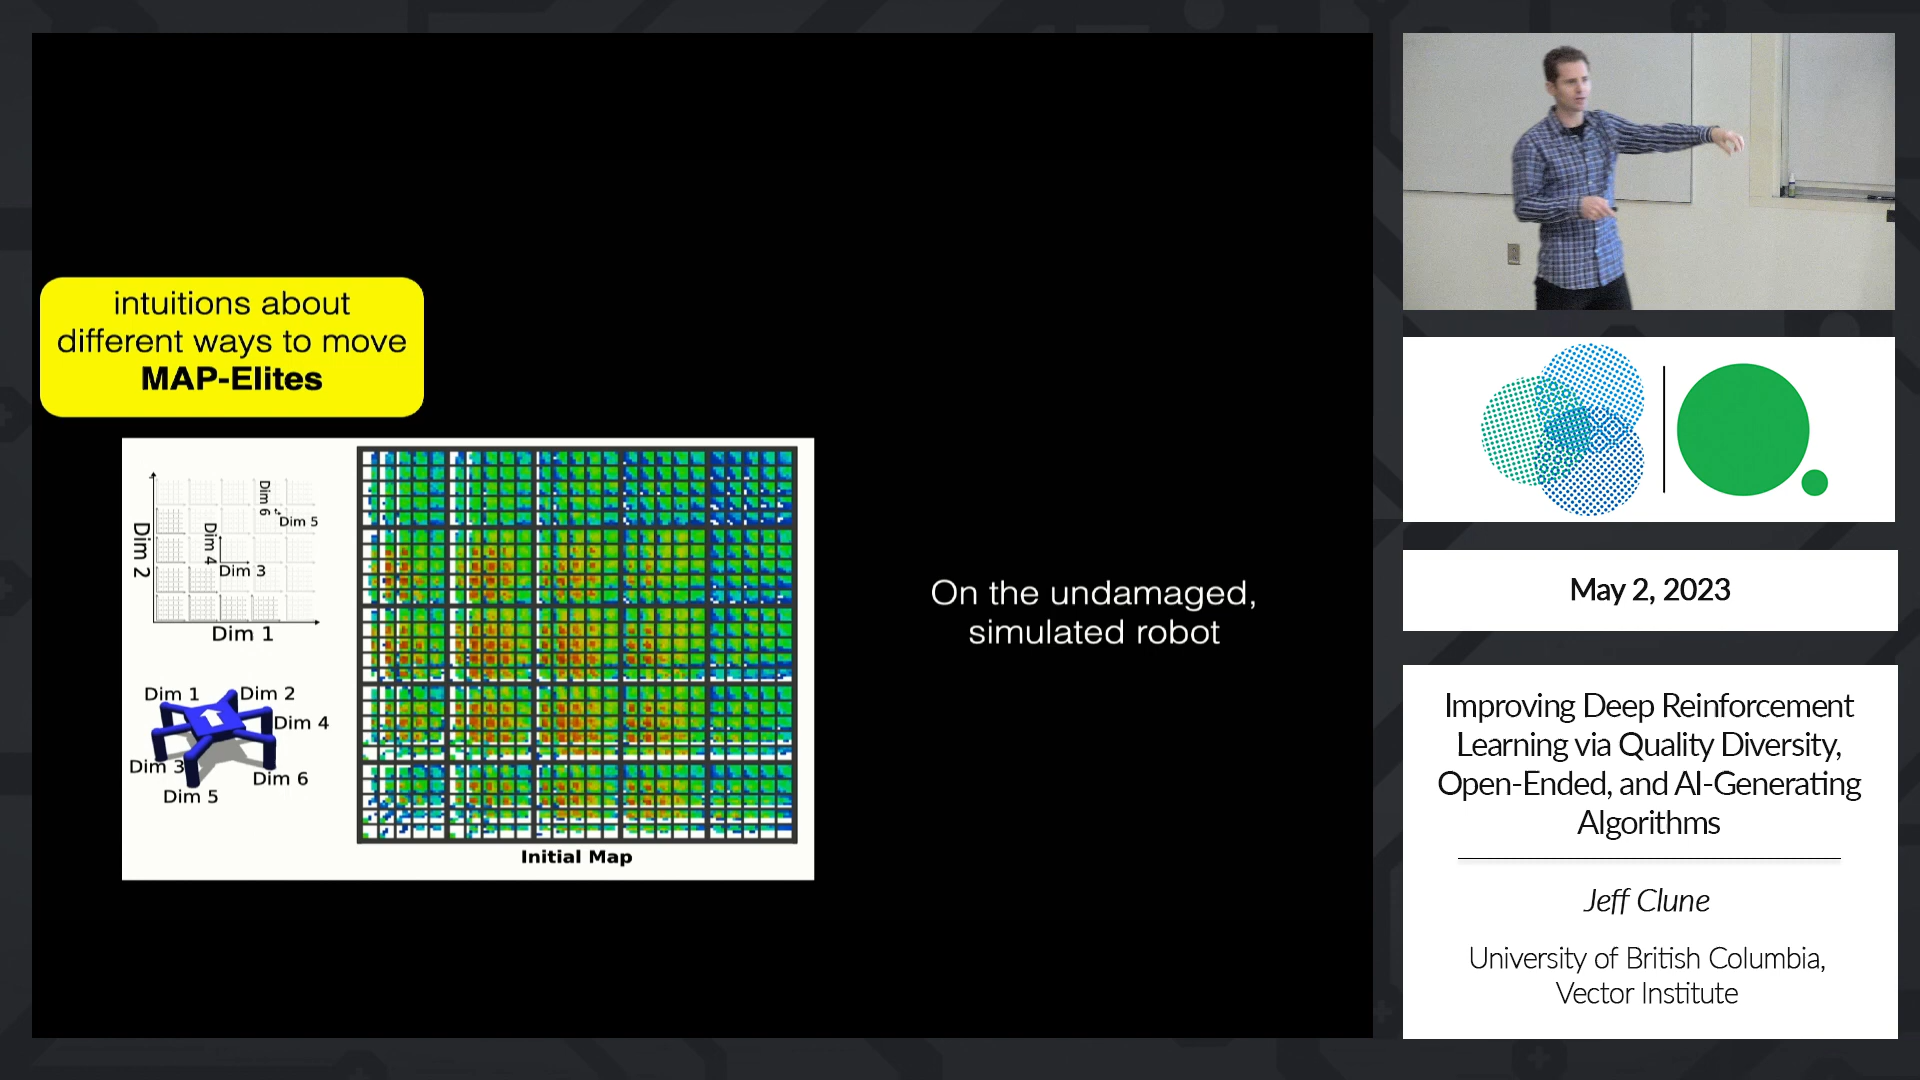 intuitions about
different ways to move
MAP-Elites
Dim 2
Dim 6
Dim 5
Dim 4
Dim 3
Dim 1
Dim 1
Dim 2
Dim 4
Dim 3
Dim 6
Dim 5
Initial Map
On the undamaged,
simulated robot
May 2, 2023
Improving Deep Reinforcement
Learning via Quality Diversity,
Open-Ended, and AI-Generating
Algorithms
Jeff Clune
University of British Columbia,
Vector Institute